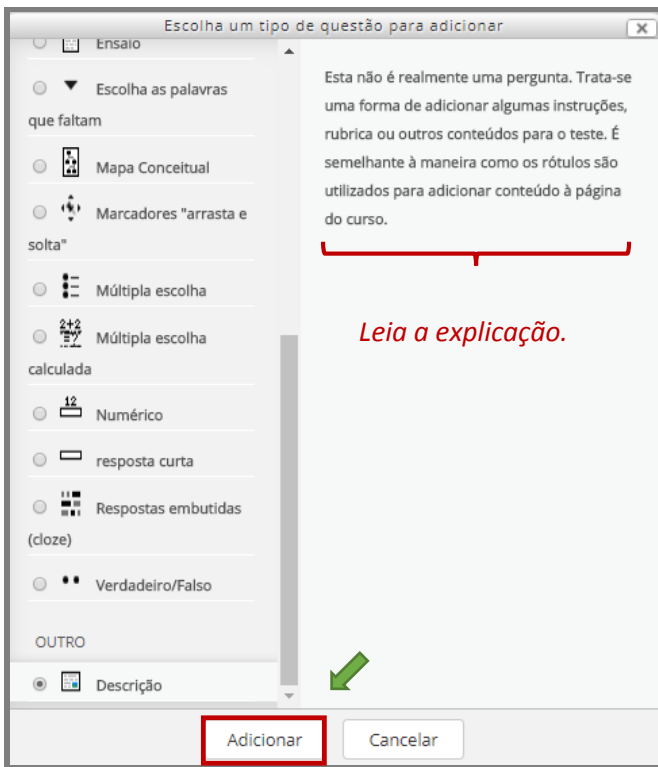 Escolha um tipo de questão para adicionar
Ensaio
Escolha as palavras
que faltam
Mapa Conceitual
Marcadores "arrasta e
solta"
Múltipla escolha
2+2
=?
Múltipla escolha
calculada
12
Numérico
resposta curta
Respostas embutidas
(cloze)
Verdadeiro/Falso
OUTRO
Descrição
Esta não é realmente uma pergunta. Trata-se
uma forma de adicionar algumas instruções,
rubrica ou outros conteúdos para o teste. É
semelhante à maneira como os rótulos são
utilizados para adicionar conteúdo à página
do curso.
Leia a explicação.
Adicionar
Cancelar